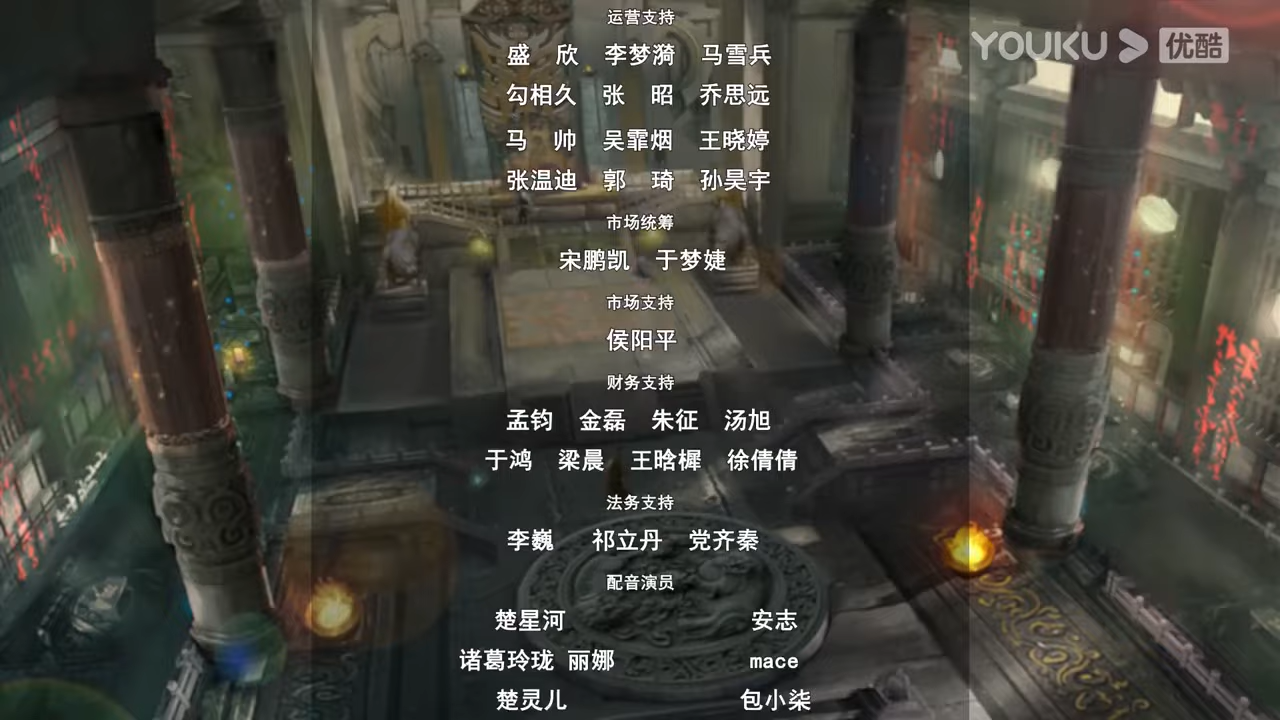 运营支持
YOUKU 优酷
盛 欣 李梦漪 马雪兵
勾相久 张 昭 乔思远
马 帅 吴霏烟 王晓婷
张温迪 郭 琦 孙昊宇
市场统筹
宋鹏凯 于梦婕
市场支持
侯阳平
财务支持
孟钧 金磊 朱征 汤旭
于鸿 梁晨 王晗樨 徐倩倩
法务支持
李巍 祁立丹 党齐秦
配音演员
楚星河 安志
诸葛玲珑 丽娜 mace
楚灵儿 包小柒